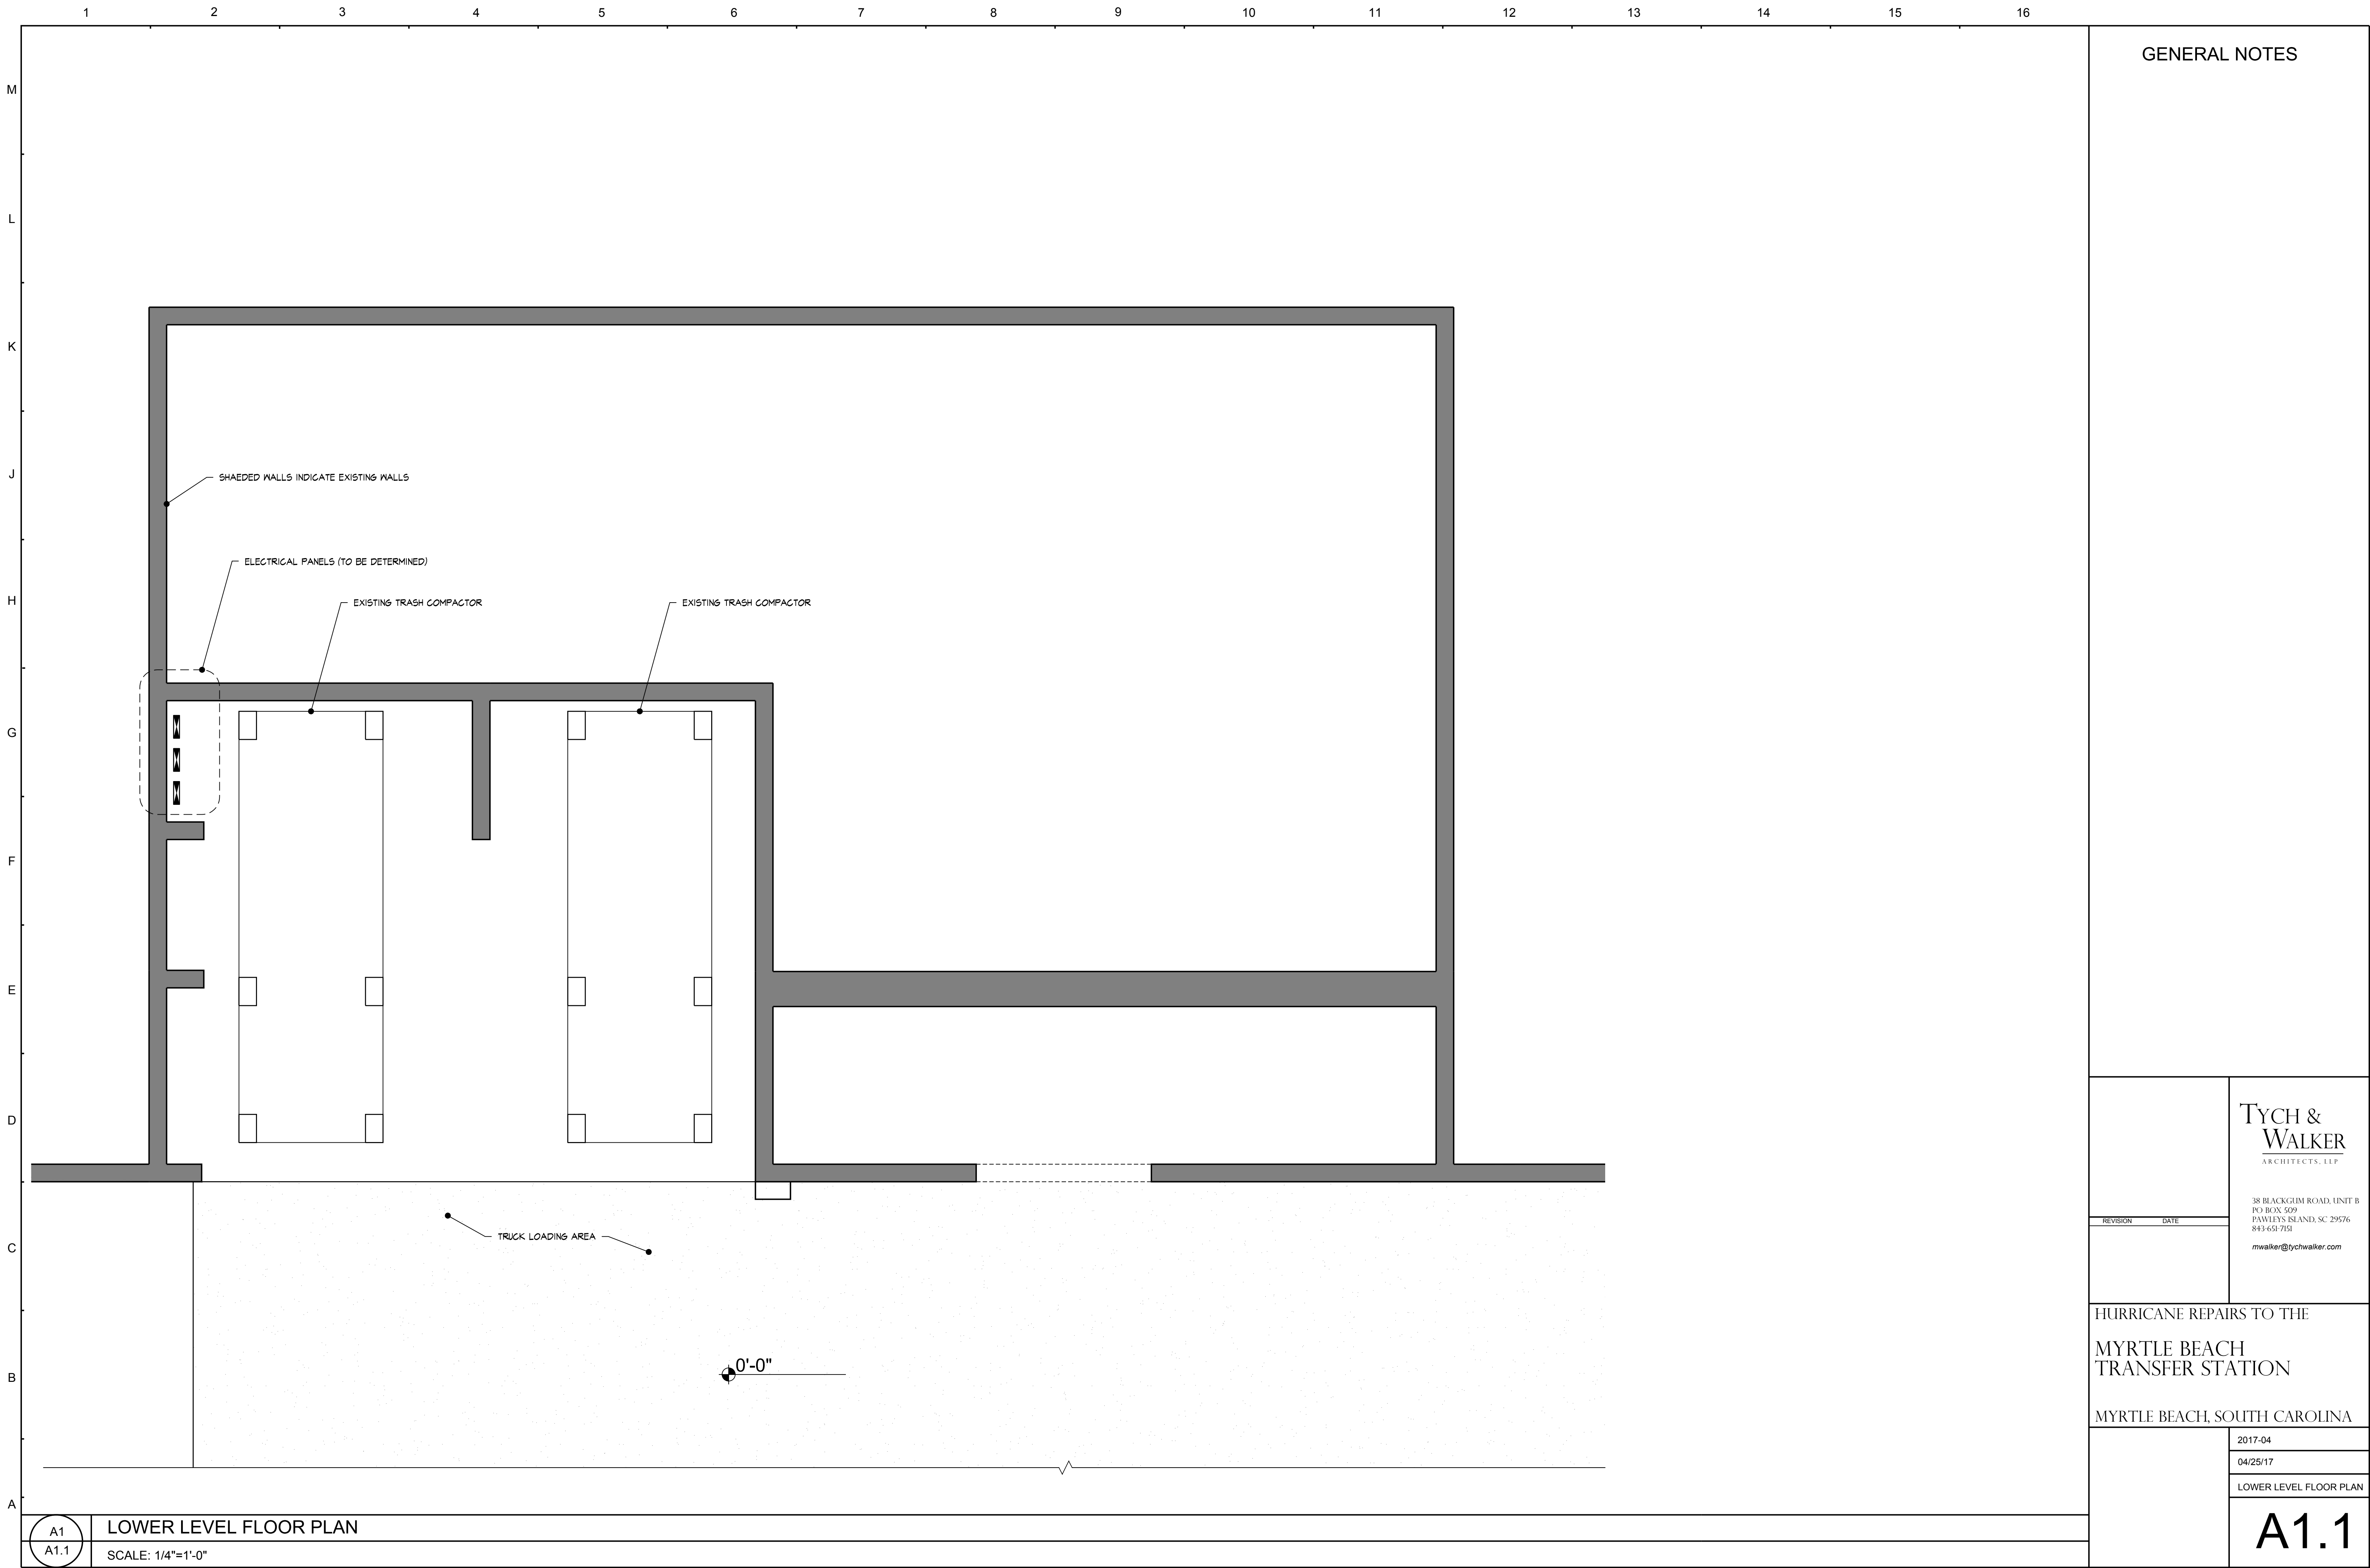 1 2 3 4 5 6 7 8 9 10 11 12 13 14 15 16
GENERAL NOTES
M
L
K
J
SHAEDED WALLS INDICATE EXISTING WALLS
ELECTRICAL PANELS (TO BE DETERMINED)
H
EXISTING TRASH COMPACTOR
EXISTING TRASH COMPACTOR
G
F
E
D
C
TRUCK LOADING AREA
0'-0"
B
A
TYCH &
WALKER
ARCHITECTS, LLP
38 BLACKGUM ROAD, UNIT B
PO BOX 509
PAWLEYS ISLAND, SC 29576
843-651-7151
mwalker@tychwalker.com
REVISION DATE
HURRICANE REPAIRS TO THE
MYRTLE BEACH
TRANSFER STATION
MYRTLE BEACH, SOUTH CAROLINA
2017-04
04/25/17
LOWER LEVEL FLOOR PLAN
A1.1
A1
A1.1
LOWER LEVEL FLOOR PLAN
SCALE: 1/4"=1'-0"